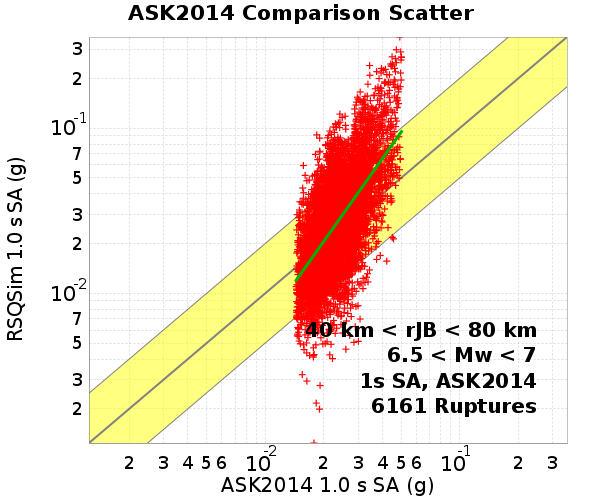 ASK2014 Comparison Scatter
RSQSim 1.0 s SA (g)
3
2
10-1
7
5
3
2
10-2
7
5
3
2
40 km < rJB < 80 km
6.5 < Mw < 7
1s SA, ASK2014
6161 Ruptures
2 3 4 5 6 10-2 2 3 4 5 6 10-1 2 3
ASK2014 1.0 s SA (g)